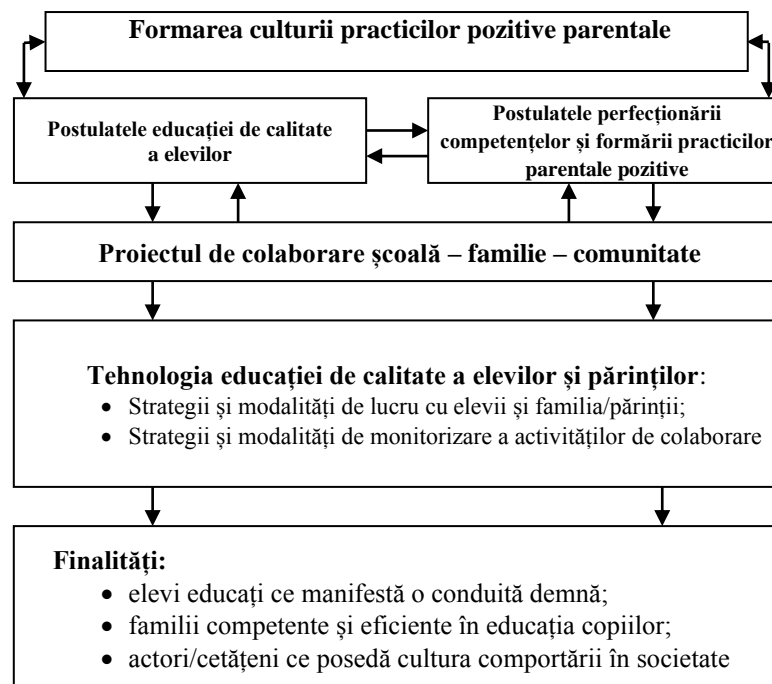 Formarea culturii practicilor pozitive parentale
Postulatele educației de calitate
a elevilor
Postulatele perfecționării
competențelor și formării practicilor
parentale pozitive
Proiectul de colaborare școală – familie – comunitate
Tehnologia educației de calitate a elevilor și părinților:
• Strategii și modalități de lucru cu elevii și familia/părinții;
• Strategii și modalități de monitorizare a activităților de colaborare
Finalități:
• elevi educați ce manifestă o conduită demnă;
• familii competente și eficiente în educația copiilor;
• actori/cetățeni ce posedă cultura comportării în societate